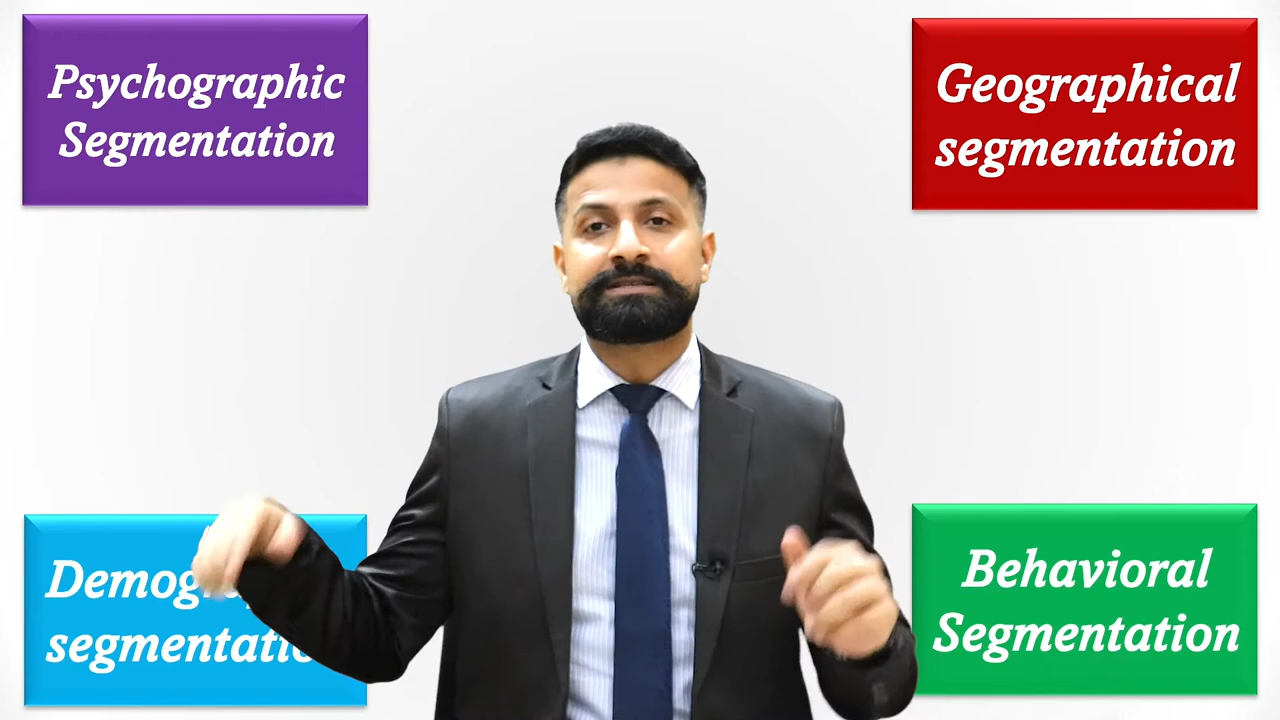 Psychographic
Segmentation
Geographical
segmentation
Behavioral
Segmentation